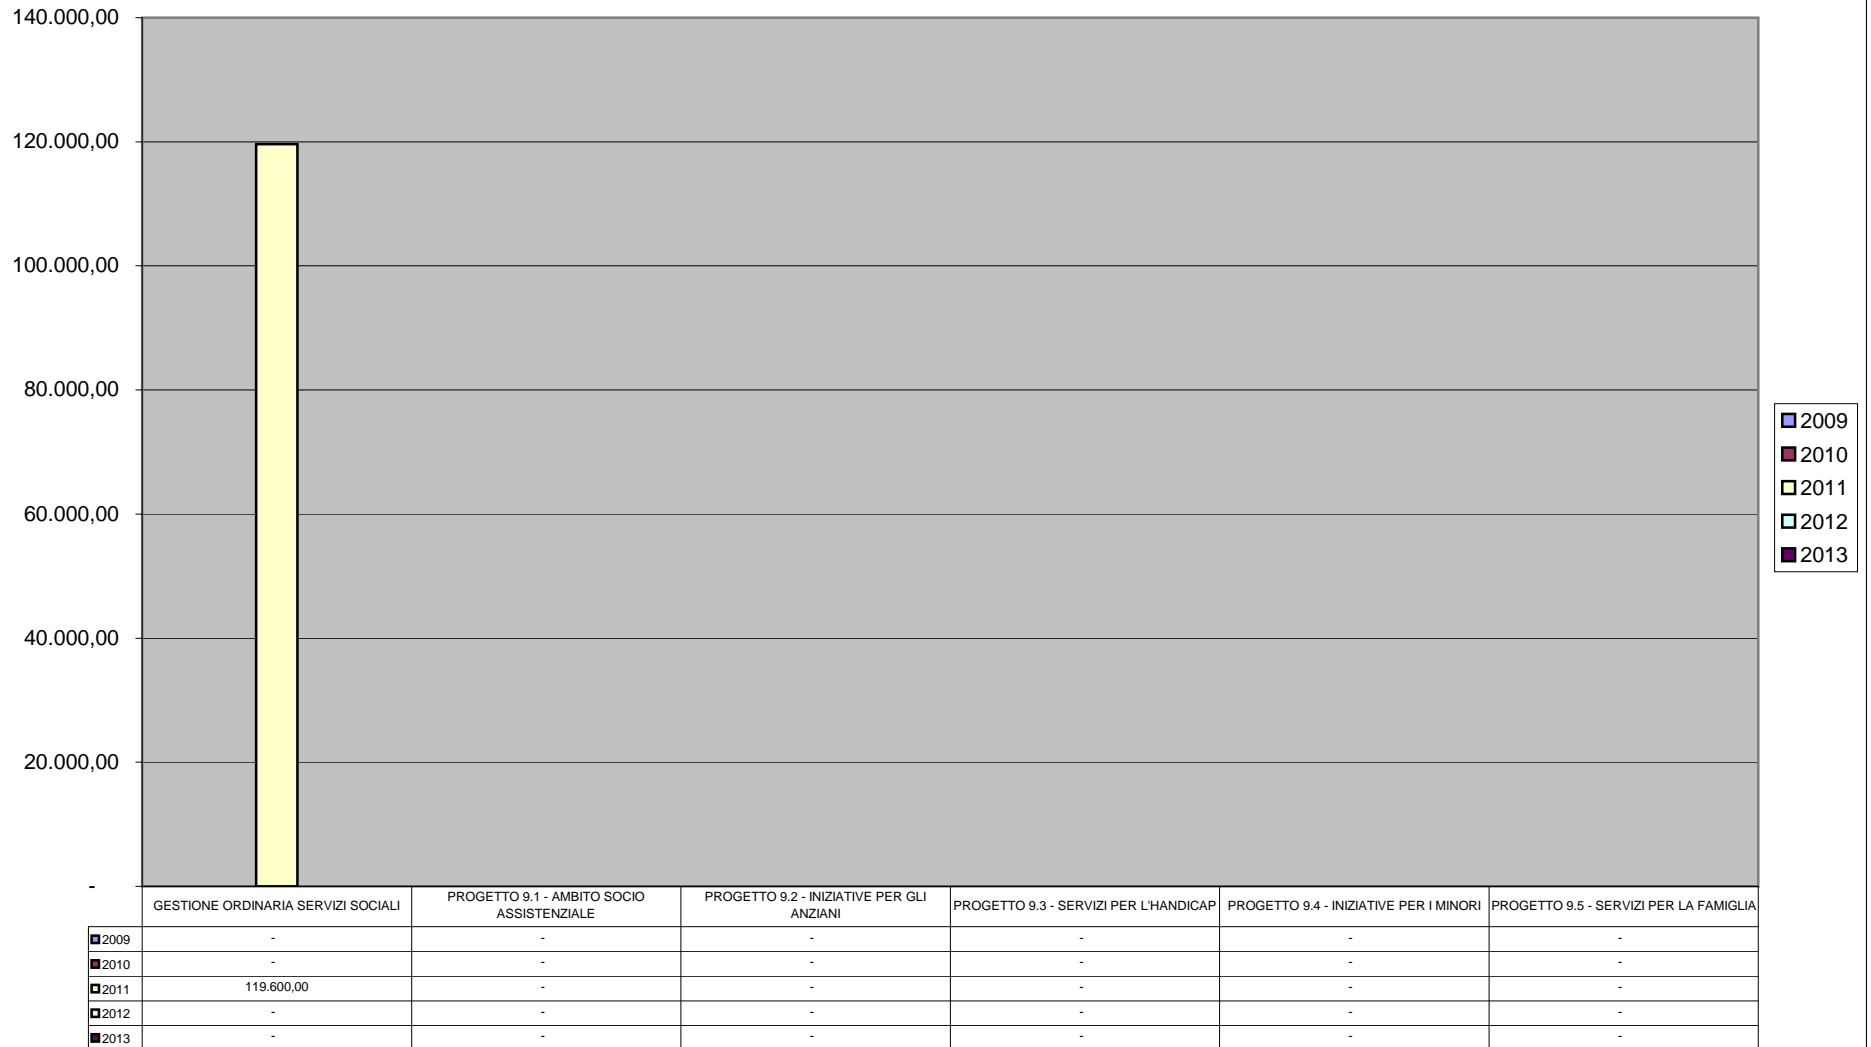 140.000,00
120.000,00
100.000,00
80.000,00
60.000,00
40.000,00
20.000,00
-
2009
2010
2011
2012
2013
GESTIONE ORDINARIA SERVIZI SOCIALI
PROGETTO 9.1 - AMBITO SOCIO
ASSISTENZIALE
PROGETTO 9.2 - INIZIATIVE PER GLI
ANZIANI
PROGETTO 9.3 - SERVIZI PER L'HANDICAP
PROGETTO 9.4 - INIZIATIVE PER I MINORI
PROGETTO 9.5 - SERVIZI PER LA FAMIGLIA
2009 - - - - - -
2010 - - - - - -
2011 119.600,00 - - - - -
2012 - - - - - -
2013 - - - - - -